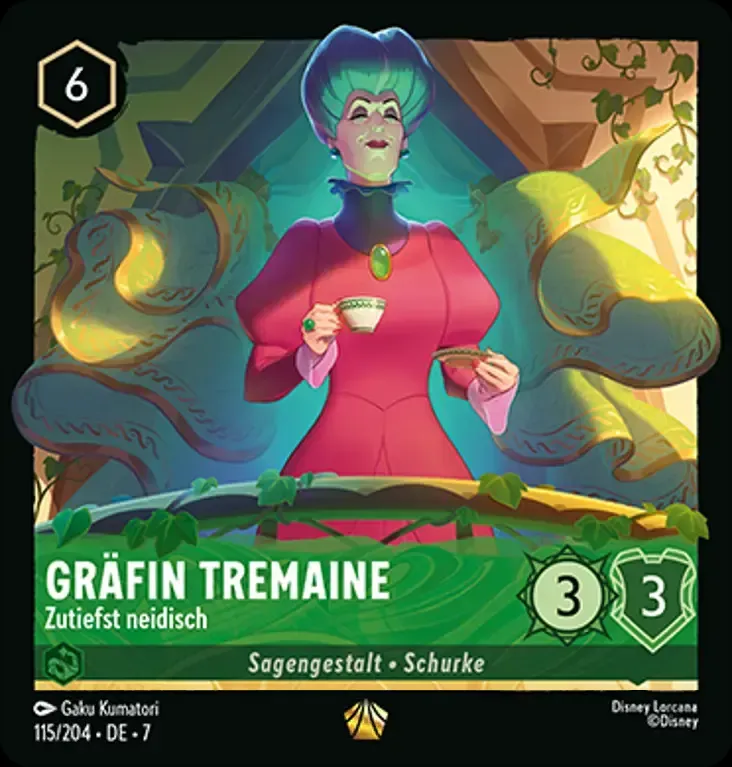 6
GRÄFIN TREMAINE
Zutiefst neidisch
3
3
Sagengestalt • Schurke
Gaku Kumatori
115/204 • DE • 7
Disney Lorcana
©Disney